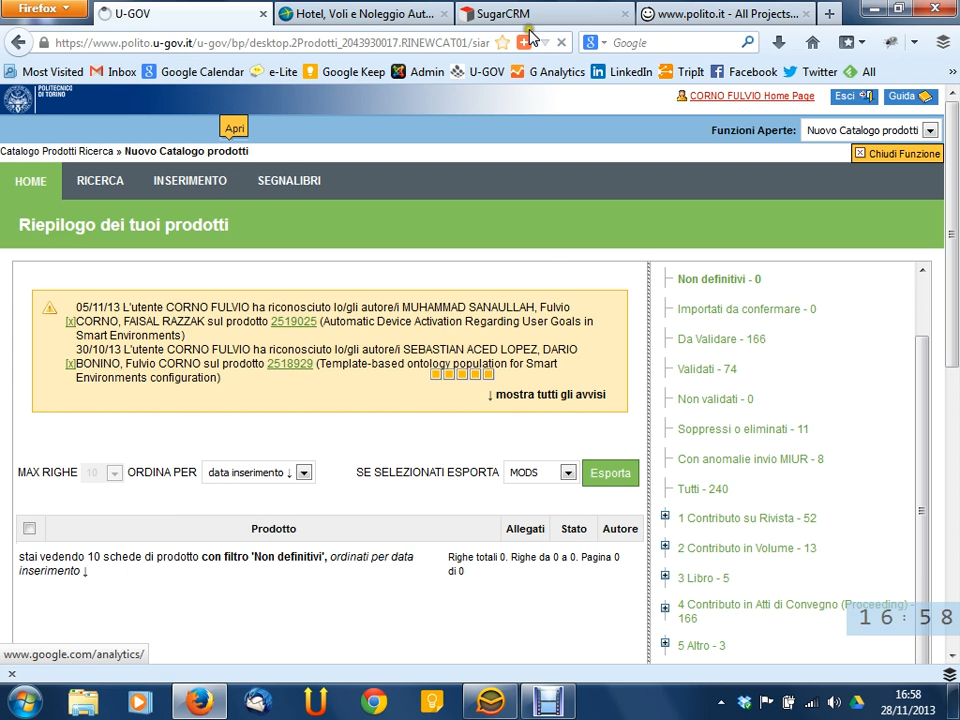 Firefox
U-GOV
Hotel, Voli e Noleggio Aut...
SugarCRM
www.polito.it - All Projects...
https://www.polito.u-gov.it/u-gov/bp/desktop.2Prodotti_2043930017.RINEWCAT01/siar
Google
Most Visited
Inbox
Google Calendar
e-Lite
Google Keep
Admin
U-GOV
G Analytics
LinkedIn
TripIt
Facebook
Twitter
All
POLITECNICO
DI TORINO
CORNO FULVIO Home Page
Esci
Guida
Apri
Funzioni Aperte:
Nuovo Catalogo prodotti
Catalogo Prodotti Ricerca » Nuovo Catalogo prodotti
Chiudi Funzione
HOME
RICERCA
INSERIMENTO
SEGNALIBRI
Riepilogo dei tuoi prodotti
05/11/13 L'utente CORNO FULVIO ha riconosciuto lo/gli autore/i MUHAMMAD SANAULLAH, Fulvio
[x]CORNO, FAISAL RAZZAK sul prodotto 2519025 (Automatic Device Activation Regarding User Goals in
Smart Environments)
30/10/13 L'utente CORNO FULVIO ha riconosciuto lo/gli autore/i SEBASTIAN ACED LOPEZ, DARIO
[x]BONINO, Fulvio CORNO sul prodotto 2518929 (Template-based ontology population for Smart
Environments configuration)
↓ mostra tutti gli avvisi
MAX RIGHE
10
ORDINA PER
data inserimento ↓
SE SELEZIONATI ESPORTA
MODS
Esporta
Prodotto
Allegati
Stato
Autore
stai vedendo 10 schede di prodotto con filtro 'Non definitivi', ordinati per data
inserimento ↓
Righe totali 0. Righe da 0 a 0. Pagina 0
di 0
Non definitivi - 0
Importati da confermare - 0
Da Validare - 166
Validati - 74
Non validati - 0
Soppressi o eliminati - 11
Con anomalie invio MIUR - 8
Tutti - 240
1 Contributo su Rivista - 52
2 Contributo in Volume - 13
3 Libro - 5
4 Contributo in Atti di Convegno (Proceeding) -
166
5 Altro - 3
16:58
www.google.com/analytics/
16:58
28/11/2013